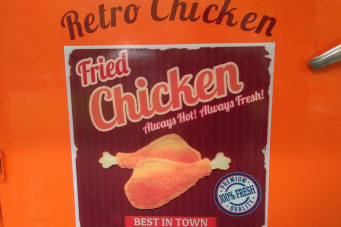 Retro Chicken
Fried
Chicken
Always Hot! Always Fresh!
PREMIUM
100% FRESH
QUALITY
BEST IN TOWN